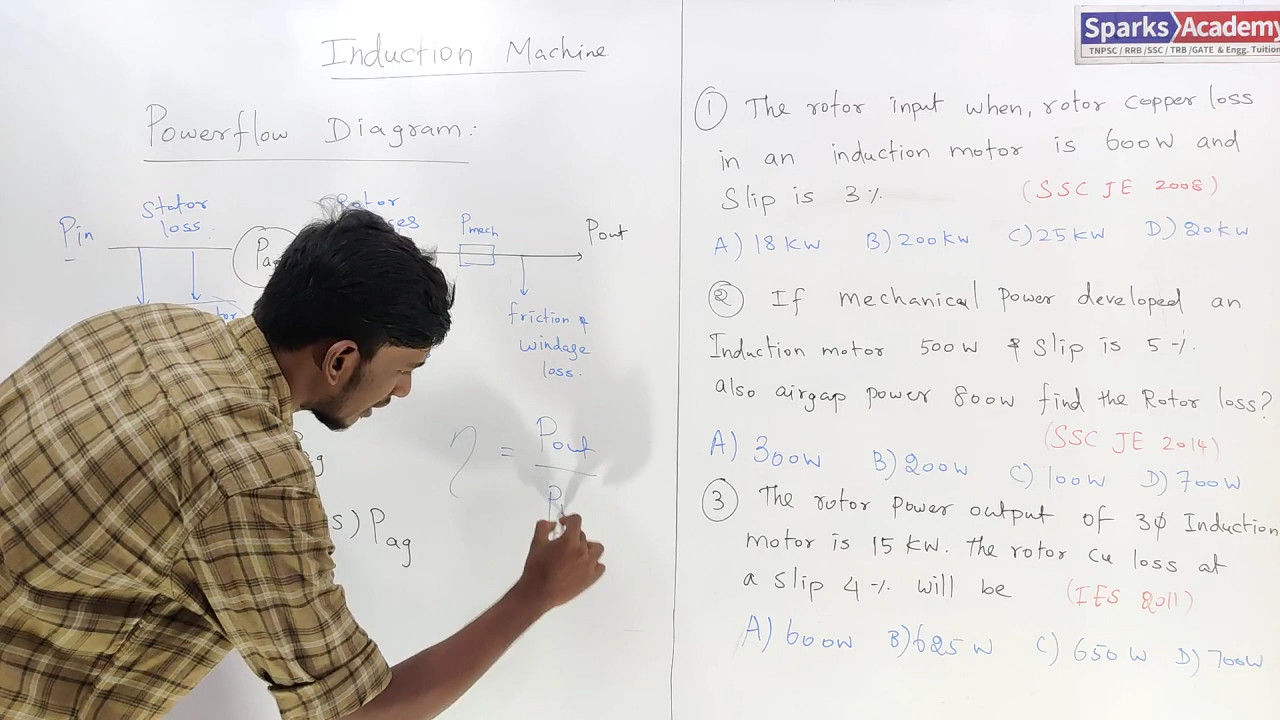 Induction Machine
Powerflow Diagram:
Pin
Stator
loss.
Pmech
Pout
friction &
windage
loss.
η = Pout
s) Pag
Sparks Academy
TNPSC / RRB /SSC / TRB /GATE & Engg. Tuition
① The rotor input when, rotor copper loss
in an induction motor is 600W and
Slip is 3%.
(SSC JE 2008)
A) 18 KW B) 200 KW C) 25 KW D) 20 KW
② If mechanical Power developed an
Induction motor 500 W & Slip is 5 %.
also airgap power 800W find the Rotor loss?
(SSC JE 2014)
A) 300W B) 200W C) 100W D) 700W
③ The rotor Power output of 3ϕ Induction
motor is 15 KW. The rotor Cu loss at
a Slip 4 %. will be
(IES 2011)
A) 600W B) 625 W C) 650 W D) 700W